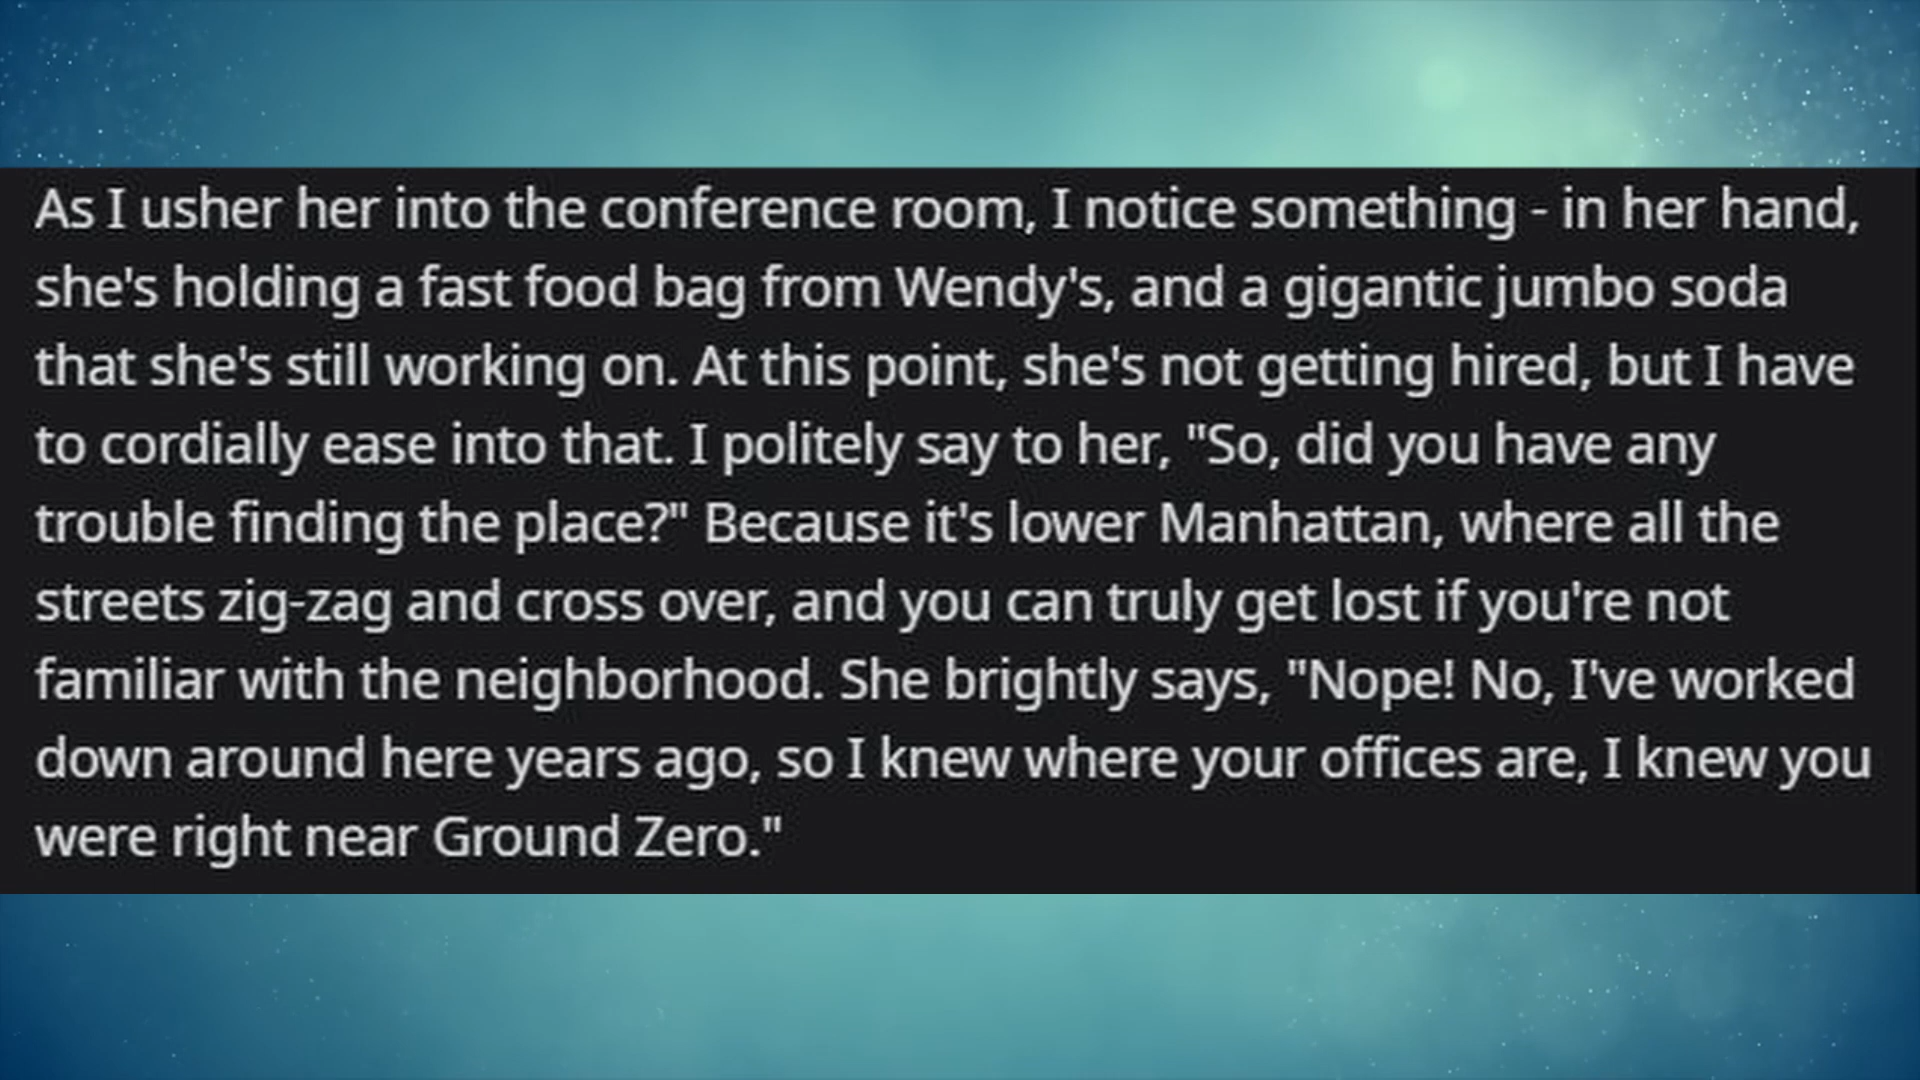 As I usher her into the conference room, I notice something - in her hand,
she's holding a fast food bag from Wendy's, and a gigantic jumbo soda
that she's still working on. At this point, she's not getting hired, but I have
to cordially ease into that. I politely say to her, "So, did you have any
trouble finding the place?" Because it's lower Manhattan, where all the
streets zig-zag and cross over, and you can truly get lost if you're not
familiar with the neighborhood. She brightly says, "Nope! No, I've worked
down around here years ago, so I knew where your offices are, I knew you
were right near Ground Zero."